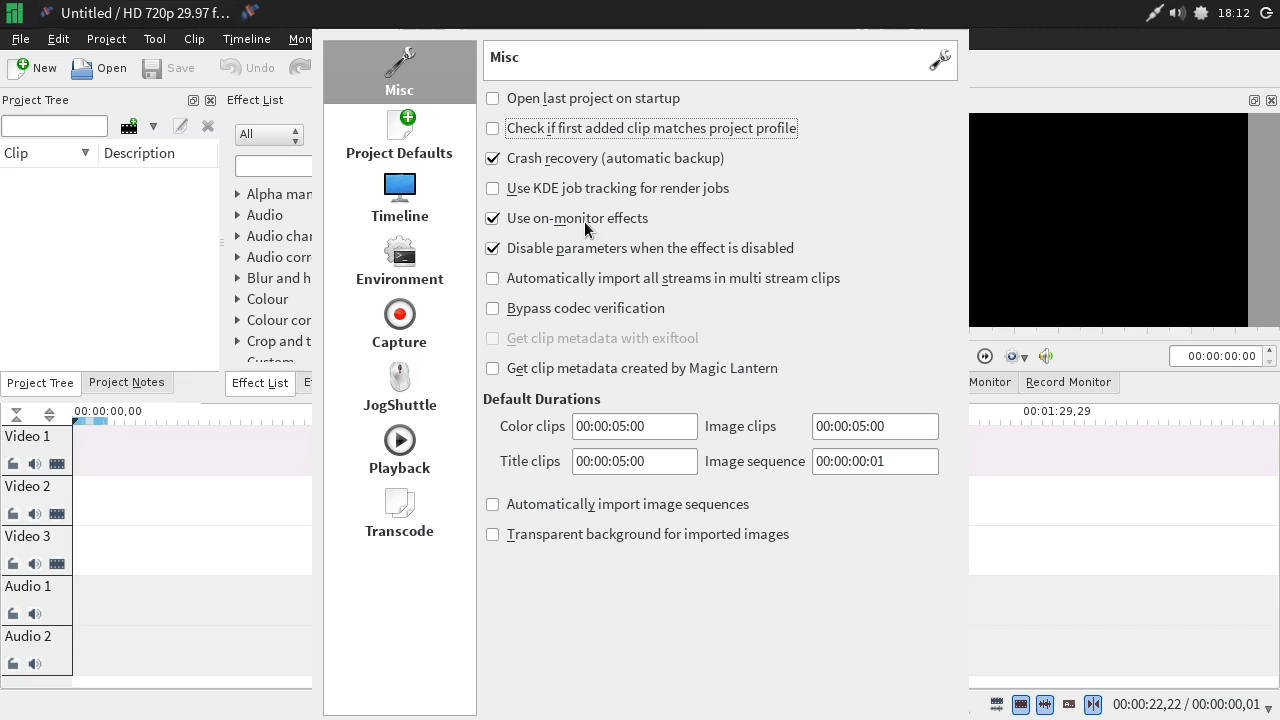 Untitled / HD 720p 29.97 f...
18:12
File Edit Project Tool Clip Timeline Mon
New Open Save Undo
Project Tree
Effect List
All
Clip Description
Alpha man
Audio
Audio chan
Audio corre
Blur and h
Colour
Colour cor
Crop and t
Custom
Project Tree Project Notes Effect List
Misc
Project Defaults
Timeline
Environment
Capture
JogShuttle
Playback
Transcode
Misc
Open last project on startup
Check if first added clip matches project profile
Crash recovery (automatic backup)
Use KDE job tracking for render jobs
Use on-monitor effects
Disable parameters when the effect is disabled
Automatically import all streams in multi stream clips
Bypass codec verification
Get clip metadata with exiftool
Get clip metadata created by Magic Lantern
Default Durations
Color clips 00:00:05:00 Image clips 00:00:05:00
Title clips 00:00:05:00 Image sequence 00:00:00:01
Automatically import image sequences
Transparent background for imported images
00:00:00:00
Monitor Record Monitor
00:00:00,00
00:01:29,29
Video 1
Video 2
Video 3
Audio 1
Audio 2
00:00:22,22 / 00:00:00,01